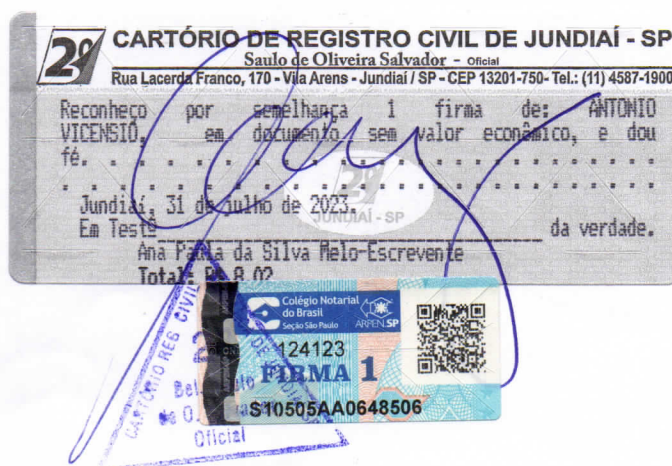 2º CARTÓRIO DE REGISTRO CIVIL DE JUNDIAÍ - SP
Saulo de Oliveira Salvador - Oficial
Rua Lacerda Franco, 170 - Vila Arens - Jundiaí / SP - CEP 13201-750- Tel.: (11) 4587-1900
Reconheço por semelhança 1 firma de: ANTONIO
VICENSIO, em documento sem valor econômico, e dou
fé.
2º
JUNDIAÍ - SP
Jundiaí, 31 de julho de 2023.
Em Testº da verdade.
Ana Paula da Silva Melo-Escrevente
Total: R$ 8,02
Colégio Notarial
do Brasil
Seção São Paulo
ARPEN.SP
124123
FIRMA 1
S10505AA0648506
CARTÓRIO REG CIVIL
Oficial